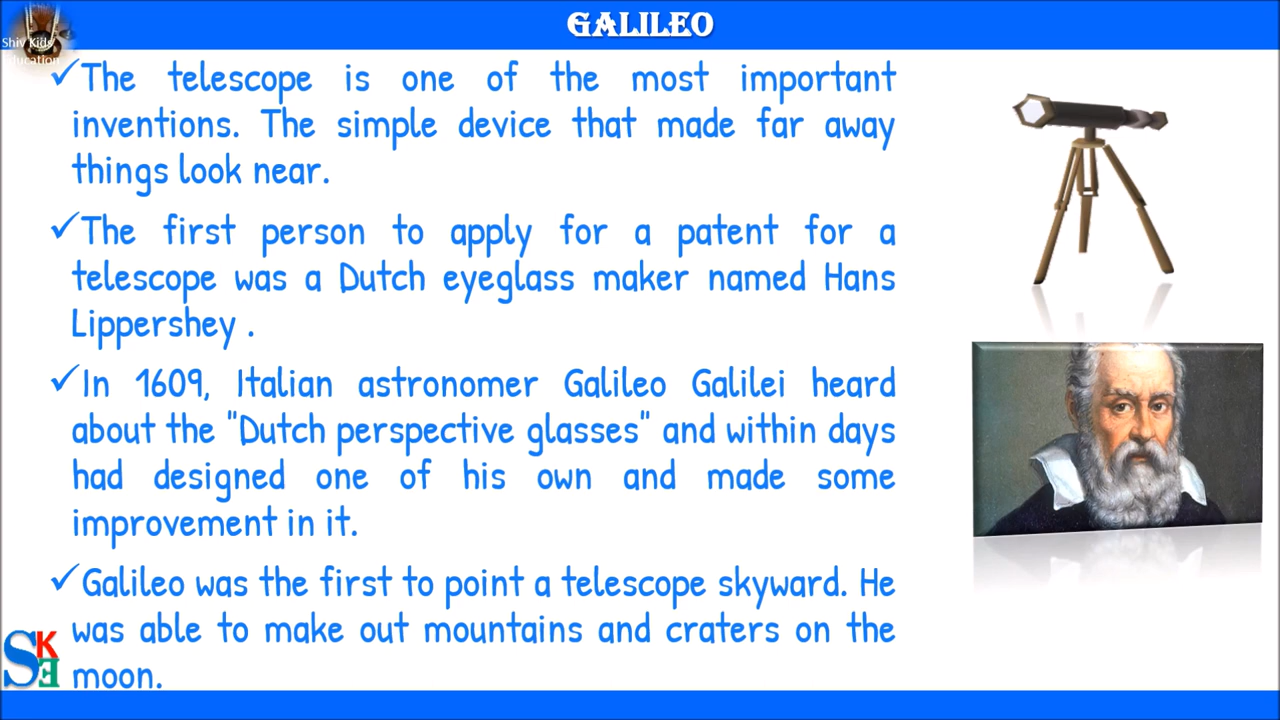 GALILEO
Shiv Kids
Education
✓The telescope is one of the most important
inventions. The simple device that made far away
things look near.
✓The first person to apply for a patent for a
telescope was a Dutch eyeglass maker named Hans
Lippershey .
✓In 1609, Italian astronomer Galileo Galilei heard
about the "Dutch perspective glasses" and within days
had designed one of his own and made some
improvement in it.
✓Galileo was the first to point a telescope skyward. He
was able to make out mountains and craters on the
moon.
SKE